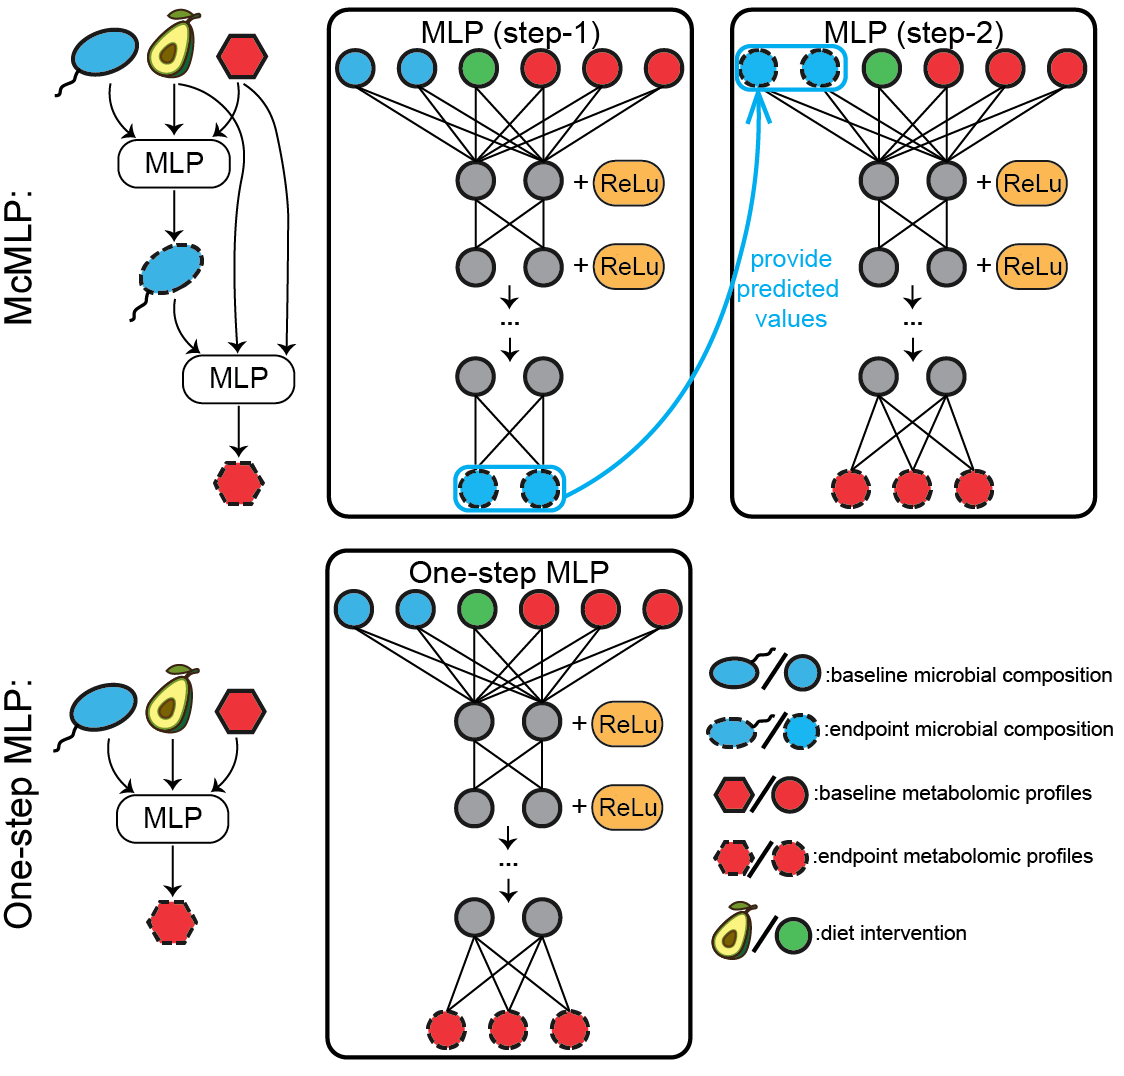 McMLP:
MLP
MLP
MLP (step-1)
+ ReLu
+ ReLu
...
MLP (step-2)
+ ReLu
+ ReLu
...
provide
predicted
values
One-step MLP:
MLP
One-step MLP
+ ReLu
+ ReLu
...
:baseline microbial composition
:endpoint microbial composition
:baseline metabolomic profiles
:endpoint metabolomic profiles
:diet intervention